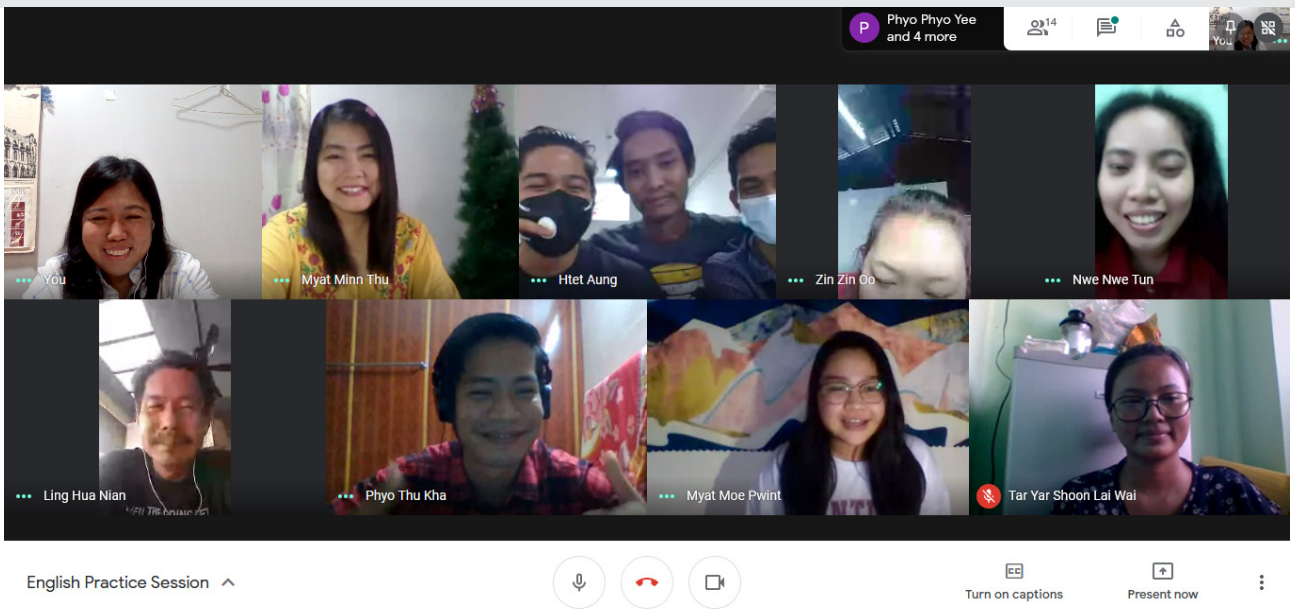 P
Phyo Phyo Yee
and 4 more
14
You
You
Myat Minn Thu
Htet Aung
Zin Zin Oo
Nwe Nwe Tun
Ling Hua Nian
Phyo Thu Kha
Myat Moe Pwint
Tar Yar Shoon Lai Wai
English Practice Session
CC
Turn on captions
Present now